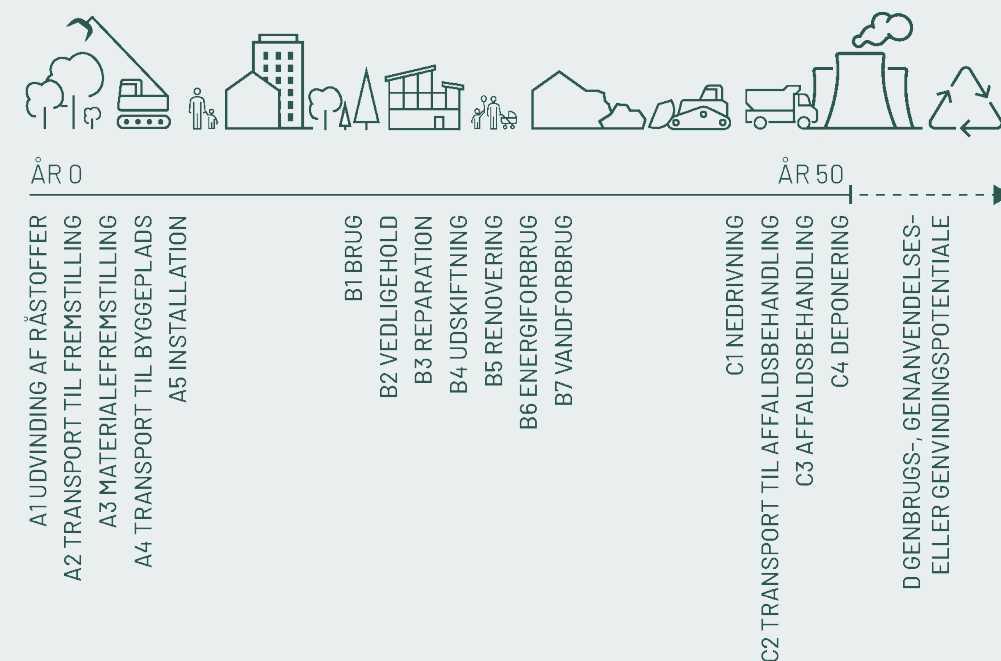 ÅR 0
ÅR 50
A1 UDVINDING AF RÅSTOFFER
A2 TRANSPORT TIL FREMSTILLING
A3 MATERIALEFREMSTILLING
A4 TRANSPORT TIL BYGGEPLADS
A5 INSTALLATION
B1 BRUG
B2 VEDLIGEHOLD
B3 REPARATION
B4 UDSKIFTNING
B5 RENOVERING
B6 ENERGIFORBRUG
B7 VANDFORBRUG
C1 NEDRIVNING
C2 TRANSPORT TIL AFFALDSBEHANDLING
C3 AFFALDSBEHANDLING
C4 DEPONERING
D GENBRUGS-, GENANVENDELSES-
ELLER GENVINDINGSPOTENTIALE